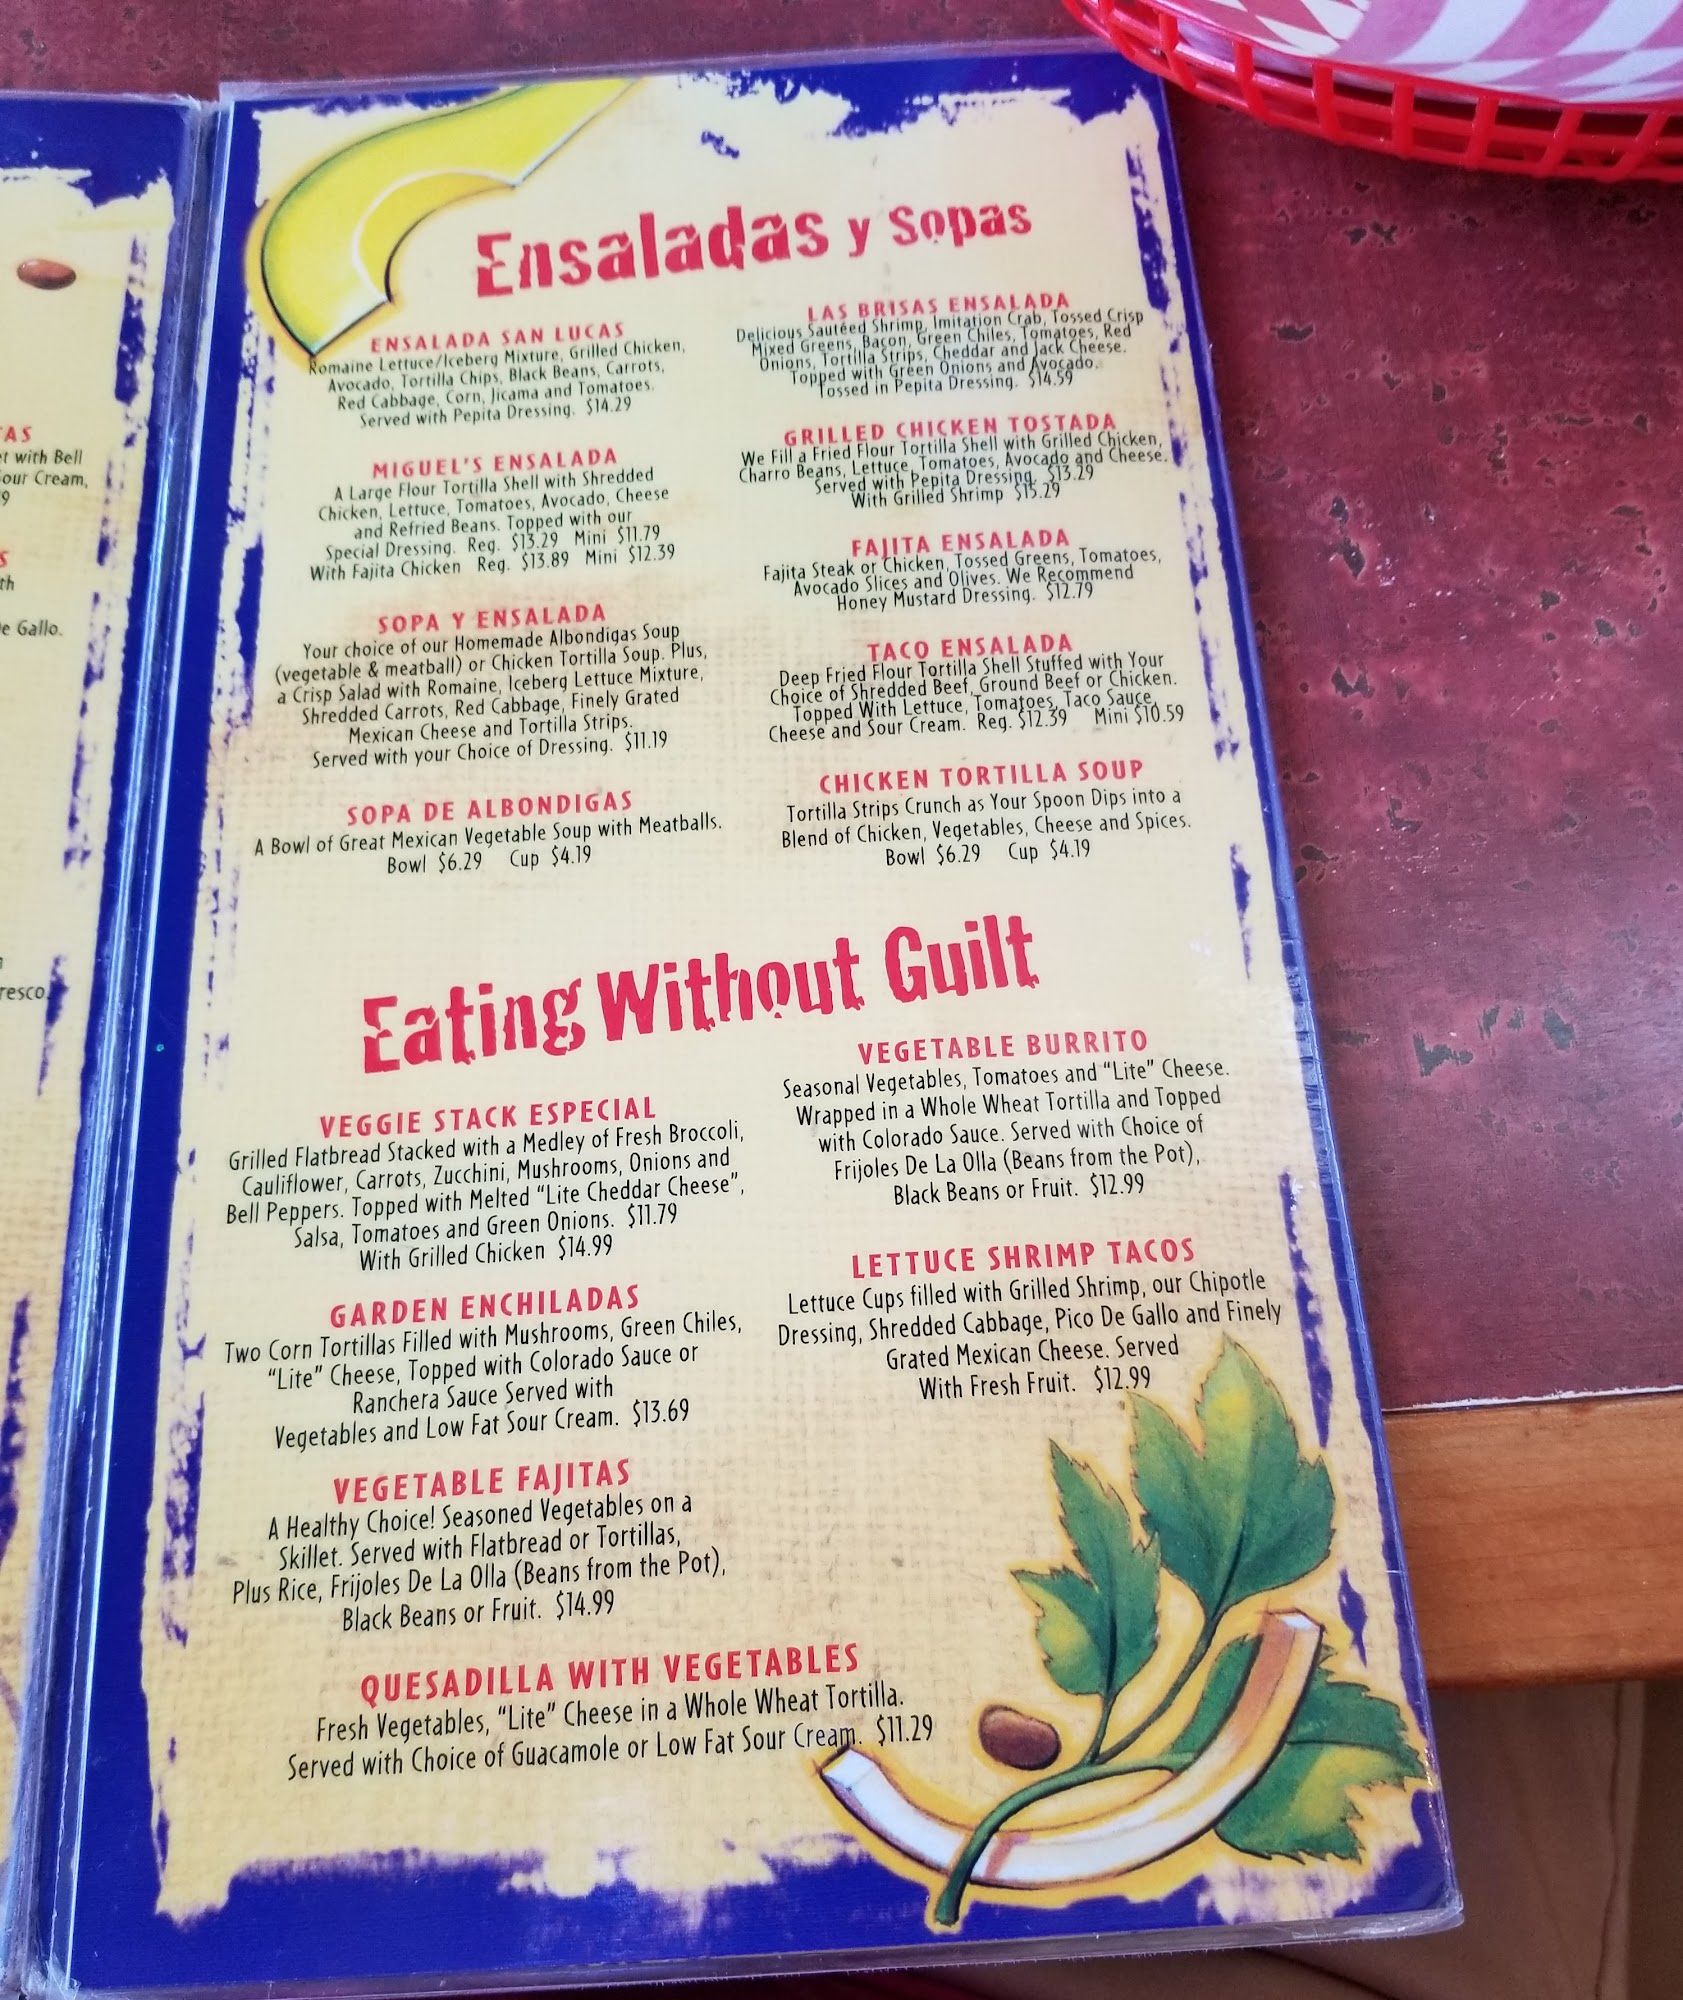 AS
t with Bell
our Cream,
9
S
th
e Gallo.
resco.
Ensaladas y Sopas
ENSALADA SAN LUCAS
Romaine Lettuce/Iceberg Mixture, Grilled Chicken,
Avocado, Tortilla Chips, Black Beans, Carrots,
Red Cabbage, Corn, Jicama and Tomatoes.
Served with Pepita Dressing. $14.29
MIGUEL'S ENSALADA
A Large Flour Tortilla Shell with Shredded
Chicken, Lettuce, Tomatoes, Avocado, Cheese
and Refried Beans. Topped with our
Special Dressing. Reg. $13.29 Mini $11.79
With Fajita Chicken Reg. $13.89 Mini $12.39
SOPA Y ENSALADA
Your choice of our Homemade Albondigas Soup
(vegetable & meatball) or Chicken Tortilla Soup. Plus,
a Crisp Salad with Romaine, Iceberg Lettuce Mixture,
Shredded Carrots, Red Cabbage, Finely Grated
Mexican Cheese and Tortilla Strips.
Served with your Choice of Dressing. $11.19
SOPA DE ALBONDIGAS
A Bowl of Great Mexican Vegetable Soup with Meatballs.
Bowl $6.29 Cup $4.19
LAS BRISAS ENSALADA
Delicious Sautéed Shrimp, Imitation Crab, Tossed Crisp
Mixed Greens, Bacon, Green Chiles, Tomatoes, Red
Onions, Tortilla Strips, Cheddar and Jack Cheese.
Topped with Green Onions and Avocado.
Tossed in Pepita Dressing. $14.59
GRILLED CHICKEN TOSTADA
We Fill a Fried Flour Tortilla Shell with Grilled Chicken,
Charro Beans, Lettuce, Tomatoes, Avocado and Cheese.
Served with Pepita Dressing. $13.29
With Grilled Shrimp $15.29
FAJITA ENSALADA
Fajita Steak or Chicken, Tossed Greens, Tomatoes,
Avocado Slices and Olives. We Recommend
Honey Mustard Dressing. $12.79
TACO ENSALADA
Deep Fried Flour Tortilla Shell Stuffed with Your
Choice of Shredded Beef, Ground Beef or Chicken.
Topped With Lettuce, Tomatoes, Taco Sauce,
Cheese and Sour Cream. Reg. $12.39 Mini $10.59
CHICKEN TORTILLA SOUP
Tortilla Strips Crunch as Your Spoon Dips into a
Blend of Chicken, Vegetables, Cheese and Spices.
Bowl $6.29 Cup $4.19
Eating Without Guilt
VEGGIE STACK ESPECIAL
Grilled Flatbread Stacked with a Medley of Fresh Broccoli,
Cauliflower, Carrots, Zucchini, Mushrooms, Onions and
Bell Peppers. Topped with Melted "Lite Cheddar Cheese",
Salsa, Tomatoes and Green Onions. $11.79
With Grilled Chicken $14.99
GARDEN ENCHILADAS
Two Corn Tortillas Filled with Mushrooms, Green Chiles,
"Lite" Cheese, Topped with Colorado Sauce or
Ranchera Sauce Served with
Vegetables and Low Fat Sour Cream. $13.69
VEGETABLE FAJITAS
A Healthy Choice! Seasoned Vegetables on a
Skillet. Served with Flatbread or Tortillas,
Plus Rice, Frijoles De La Olla (Beans from the Pot),
Black Beans or Fruit. $14.99
VEGETABLE BURRITO
Seasonal Vegetables, Tomatoes and "Lite" Cheese.
Wrapped in a Whole Wheat Tortilla and Topped
with Colorado Sauce. Served with Choice of
Frijoles De La Olla (Beans from the Pot),
Black Beans or Fruit. $12.99
LETTUCE SHRIMP TACOS
Lettuce Cups filled with Grilled Shrimp, our Chipotle
Dressing, Shredded Cabbage, Pico De Gallo and Finely
Grated Mexican Cheese. Served
With Fresh Fruit. $12.99
QUESADILLA WITH VEGETABLES
Fresh Vegetables, "Lite" Cheese in a Whole Wheat Tortilla.
Served with Choice of Guacamole or Low Fat Sour Cream. $11.29